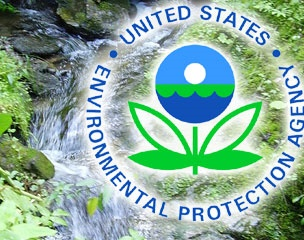 UNITED STATES
ENVIRONMENTAL PROTECTION AGENCY